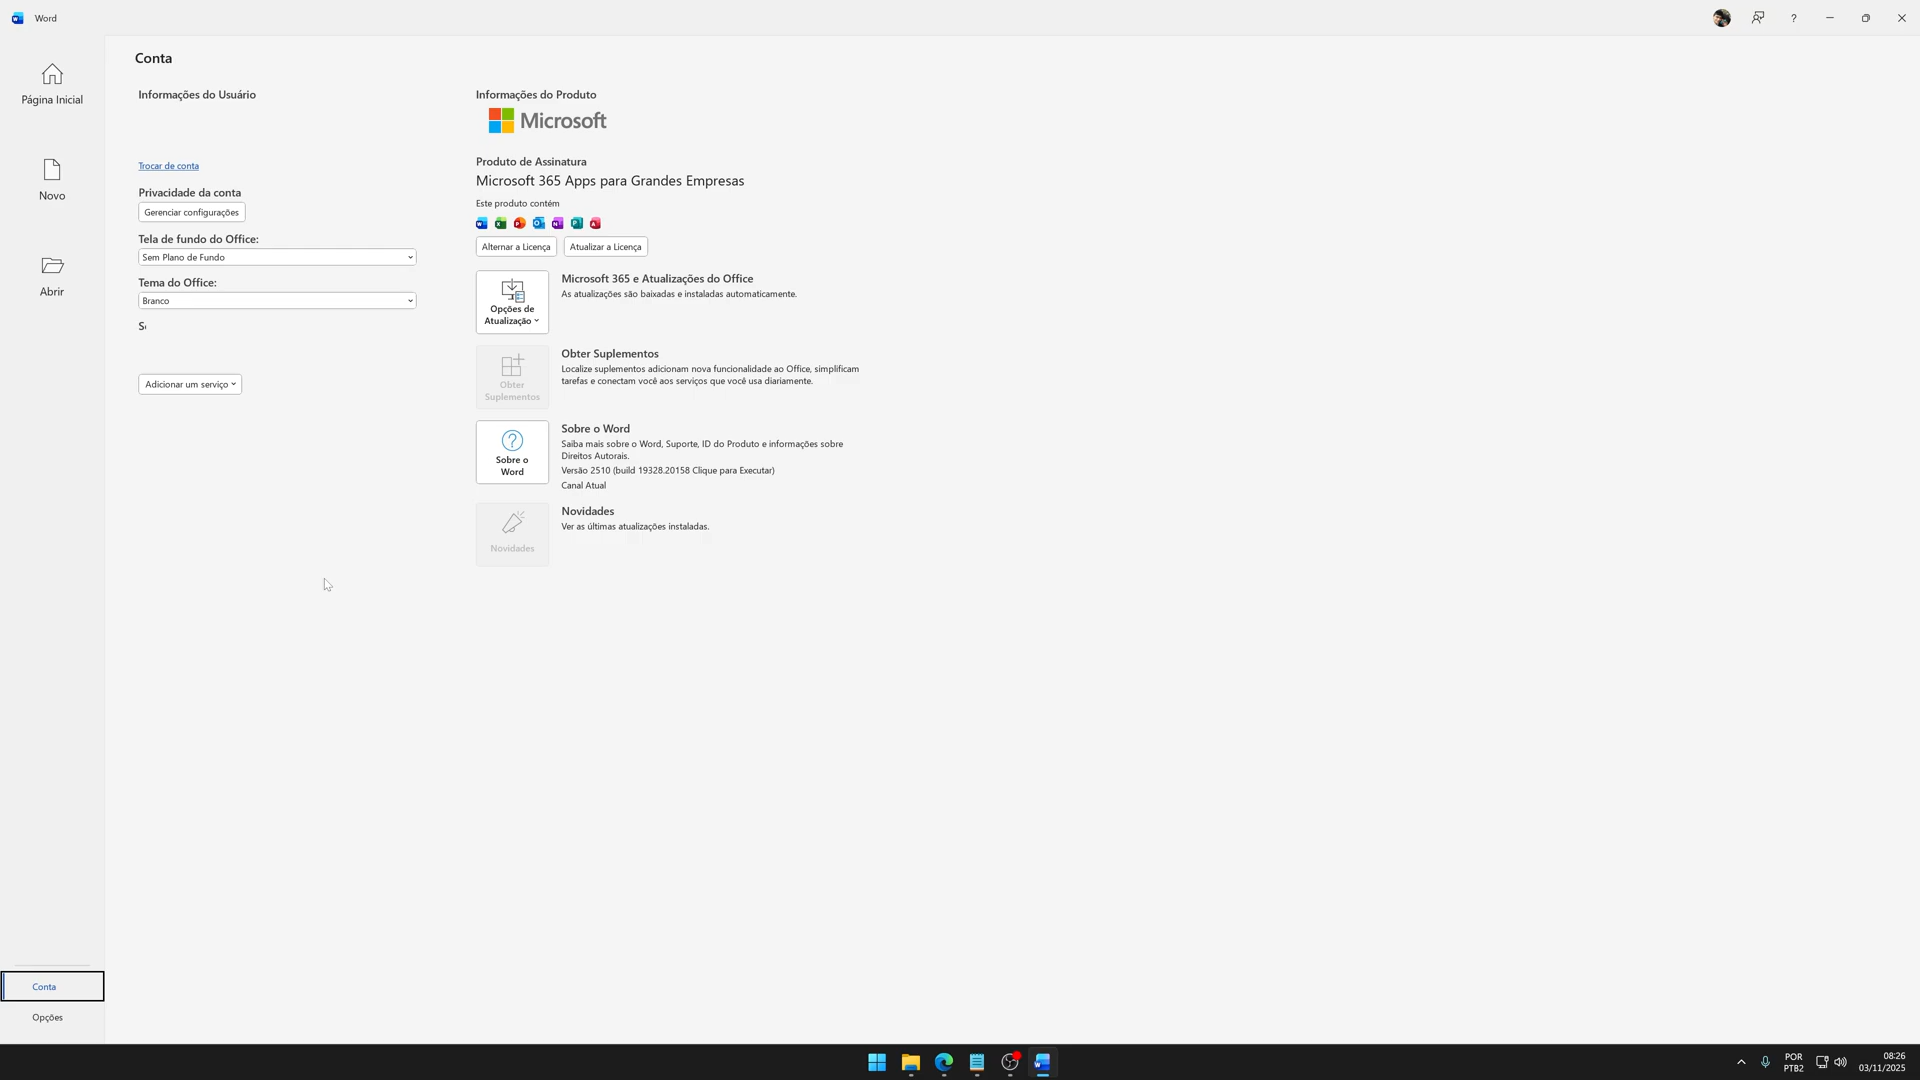 Word
?
Conta
Página Inicial
Novo
Abrir
Informações do Usuário
Trocar de conta
Privacidade da conta
Gerenciar configurações
Tela de fundo do Office:
Sem Plano de Fundo
Tema do Office:
Branco
Adicionar um serviço
Informações do Produto
Microsoft
Produto de Assinatura
Microsoft 365 Apps para Grandes Empresas
Este produto contém
Alternar a Licença
Atualizar a Licença
Opções de
Atualização
Microsoft 365 e Atualizações do Office
As atualizações são baixadas e instaladas automaticamente.
Obter
Suplementos
Obter Suplementos
Localize suplementos adicionam nova funcionalidade ao Office, simplificam
tarefas e conectam você aos serviços que você usa diariamente.
Sobre o
Word
Sobre o Word
Saiba mais sobre o Word, Suporte, ID do Produto e informações sobre
Direitos Autorais.
Versão 2510 (build 19328.20158 Clique para Executar)
Canal Atual
Novidades
Novidades
Ver as últimas atualizações instaladas.
Conta
Opções
POR
PTB2
08:26
03/11/2025